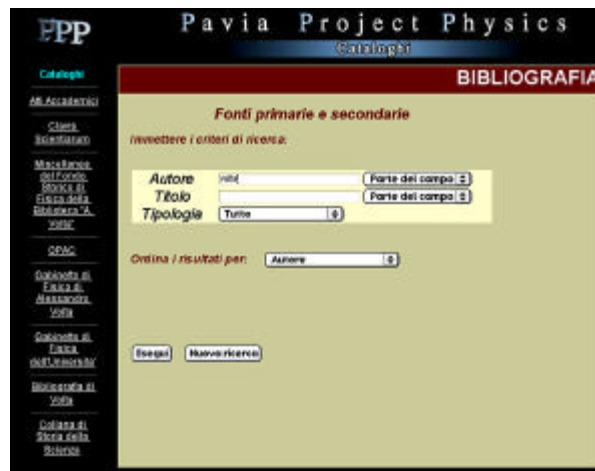 PPP
Pavia Project Physics
Cataloghi
Cataloghi
Atti Accademici
Clavis
Scientiarum
Miscellanea
del Fondo
Storico di
Fisica della
Biblioteca "A.
Volta"
OPAC
Gabinetto di
Fisica di
Alessandro
Volta
Gabinetto di
Fisica
dell'Universita'
Bibliografia di
Volta
Collana di
Storia della
Scienza
BIBLIOGRAFIA
Fonti primarie e secondarie
Immettere i criteri di ricerca:
Autore volta Parte del campo
Titolo Parte del campo
Tipologia Tutte
Ordina i risultati per: Autore
Esegui Nuova ricerca